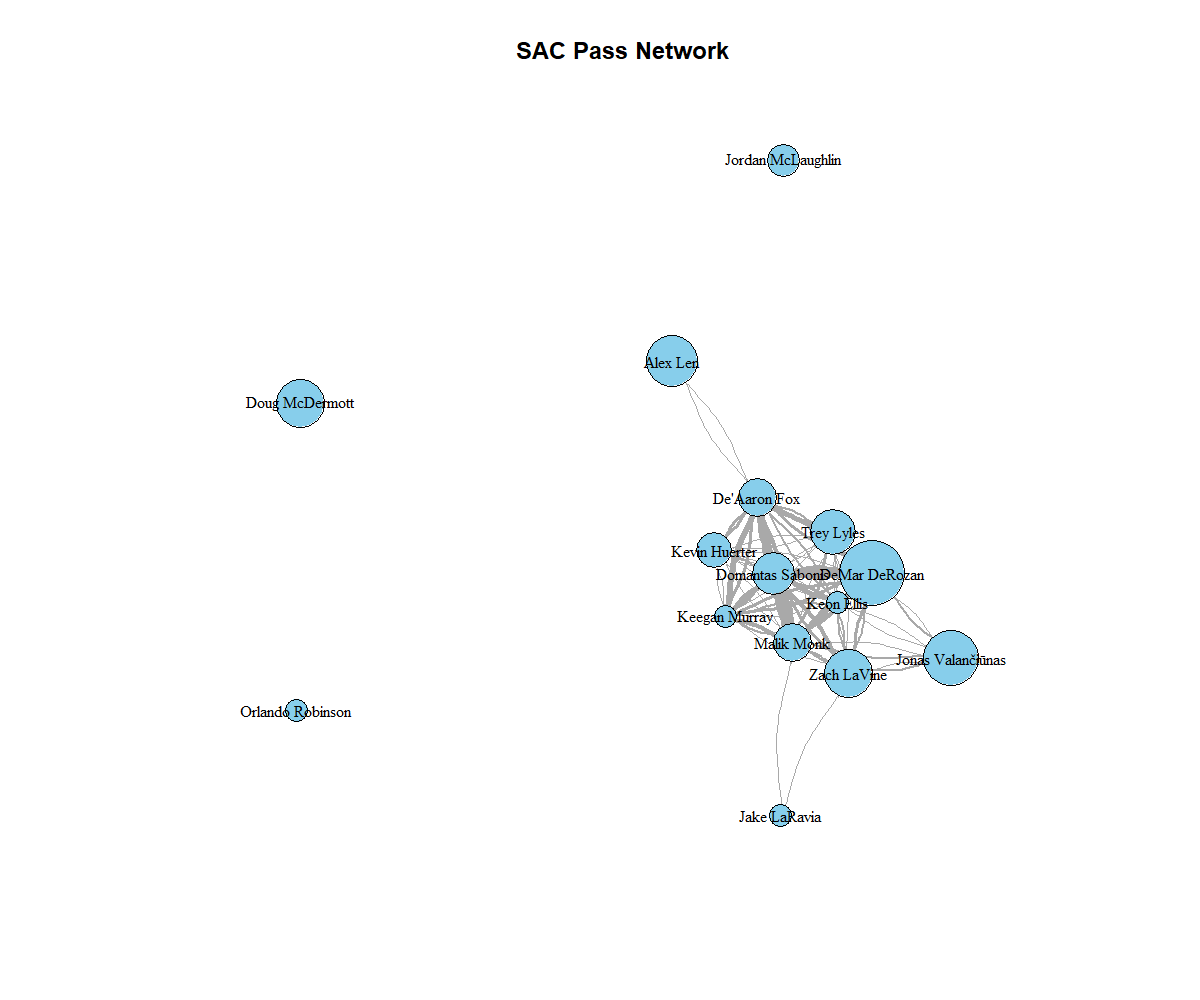 SAC Pass Network
Jordan McLaughlin
Alex Len
Doug McDermott
De'Aaron Fox
Trey Lyles
Kevin Huerter
Domantas Sabonis
DeMar DeRozan
Keon Ellis
Keegan Murray
Malik Monk
Jonas Valančiūnas
Zach LaVine
Orlando Robinson
Jake LaRavia